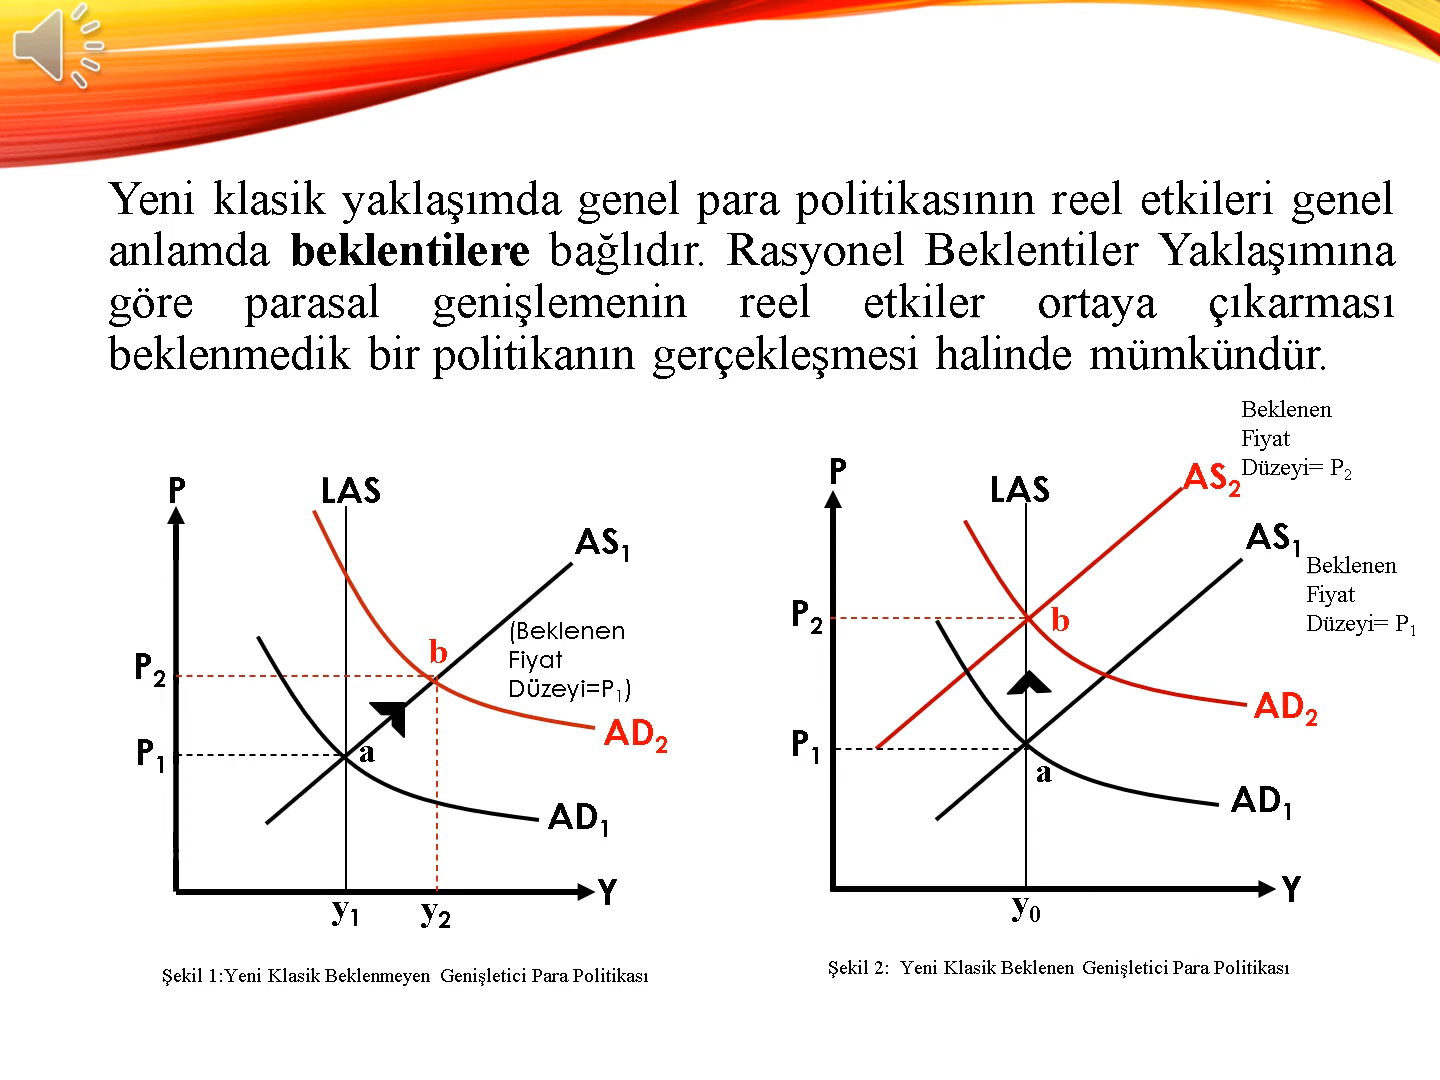 Yeni klasik yaklaşımda genel para politikasının reel etkileri genel
anlamda beklentilere bağlıdır. Rasyonel Beklentiler Yaklaşımına
göre parasal genişlemenin reel etkiler ortaya çıkarması
beklenmedik bir politikanın gerçekleşmesi halinde mümkündür.
P
LAS
AS1
(Beklenen
Fiyat
Düzeyi=P1)
b
P2
AD2
P1
a
AD1
Y
y1
y2
Şekil 1:Yeni Klasik Beklenmeyen Genişletici Para Politikası
Beklenen
Fiyat
Düzeyi= P2
P
LAS
AS2
AS1
Beklenen
Fiyat
Düzeyi= P1
P2
b
AD2
P1
a
AD1
Y
y0
Şekil 2: Yeni Klasik Beklenen Genişletici Para Politikası